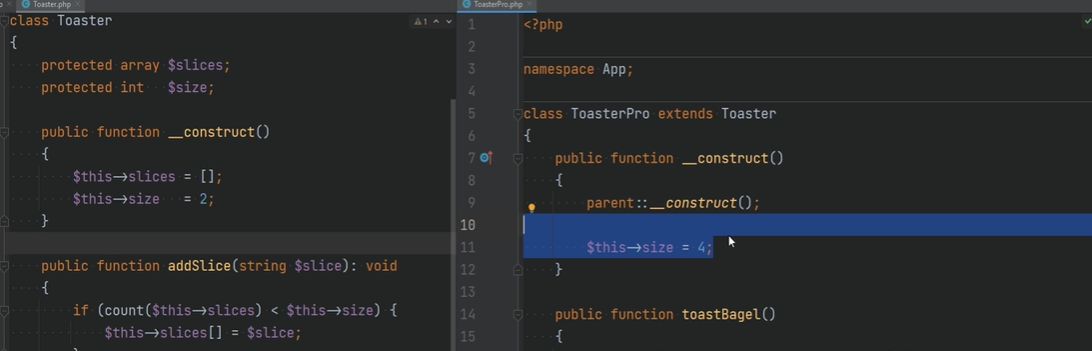 Toaster.php
class Toaster
1
{
protected array $slices;
protected int $size;
public function __construct()
{
$this->slices = [];
$this->size = 2;
}
public function addSlice(string $slice): void
{
if (count($this->slices) < $this->size) {
$this->slices[] = $slice;
ToasterPro.php
1 <?php
2
3 namespace App;
4
5 class ToasterPro extends Toaster
6 {
7 public function __construct()
8 {
9 parent::__construct();
10
11 $this->size = 4;
12 }
13
14 public function toastBagel()
15 {